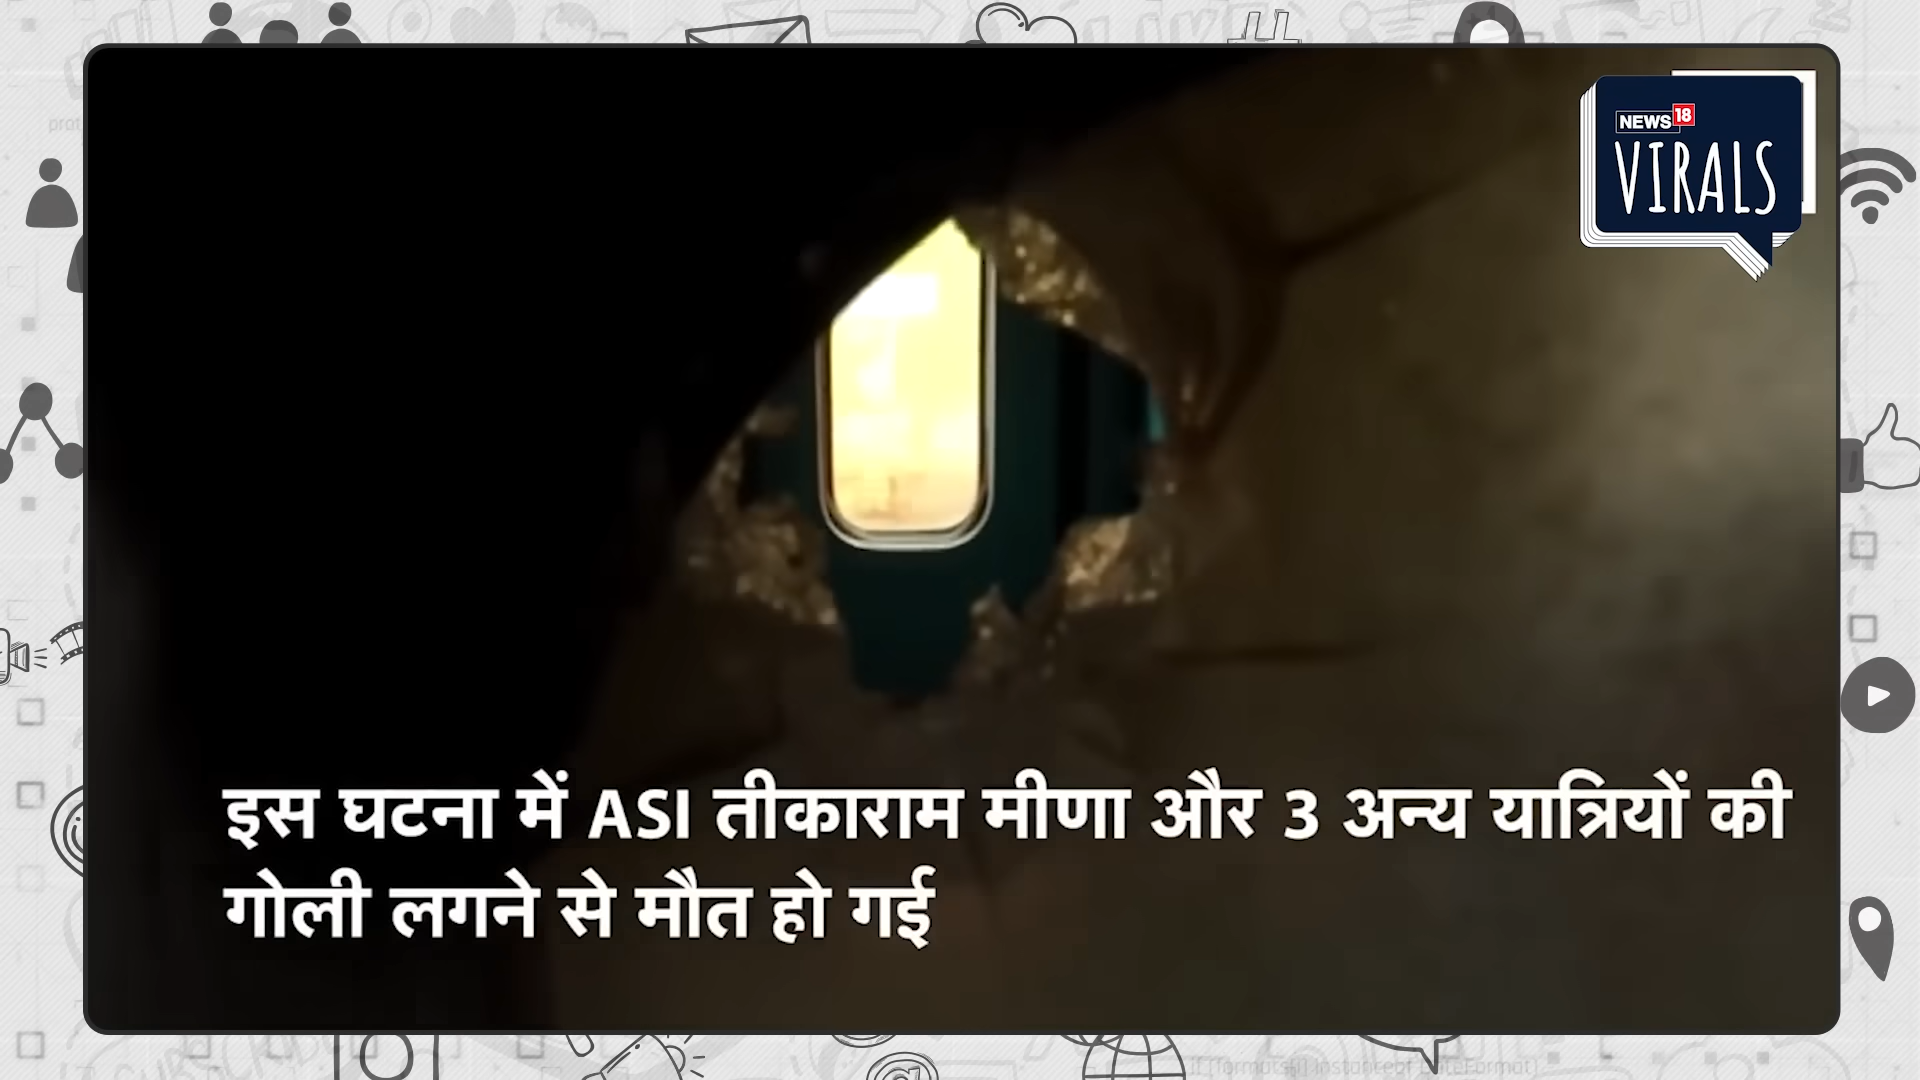 NEWS18
VIRALS
इस घटना में ASI तीकाराम मीणा और 3 अन्य यात्रियों की
गोली लगने से मौत हो गई